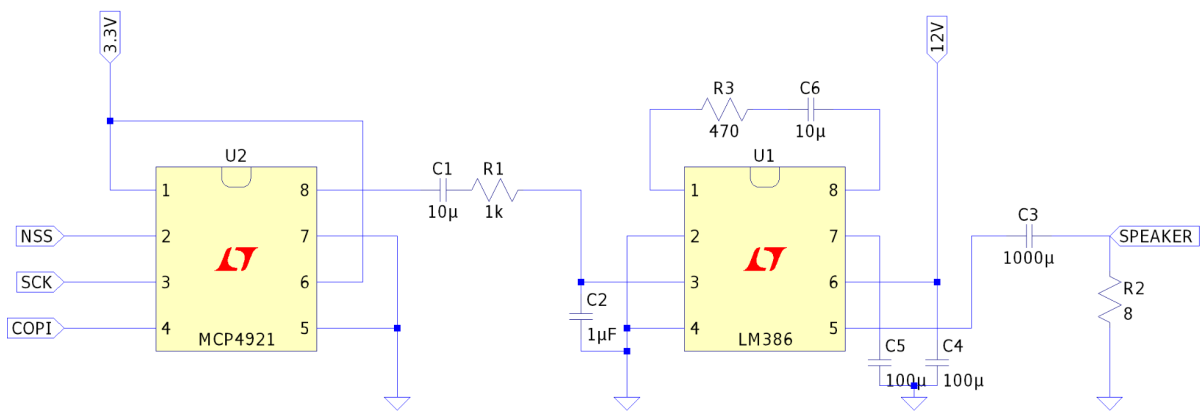 3.3V
12V
R3
C6
470
10µ
U2
U1
C1
R1
10µ
1k
1
8
1
8
NSS
2
7
2
7
C3
1000µ
SPEAKER
SCK
3
6
3
6
C2
1µF
R2
8
COPI
4
5
4
5
MCP4921
LM386
C5
C4
100µ
100µ